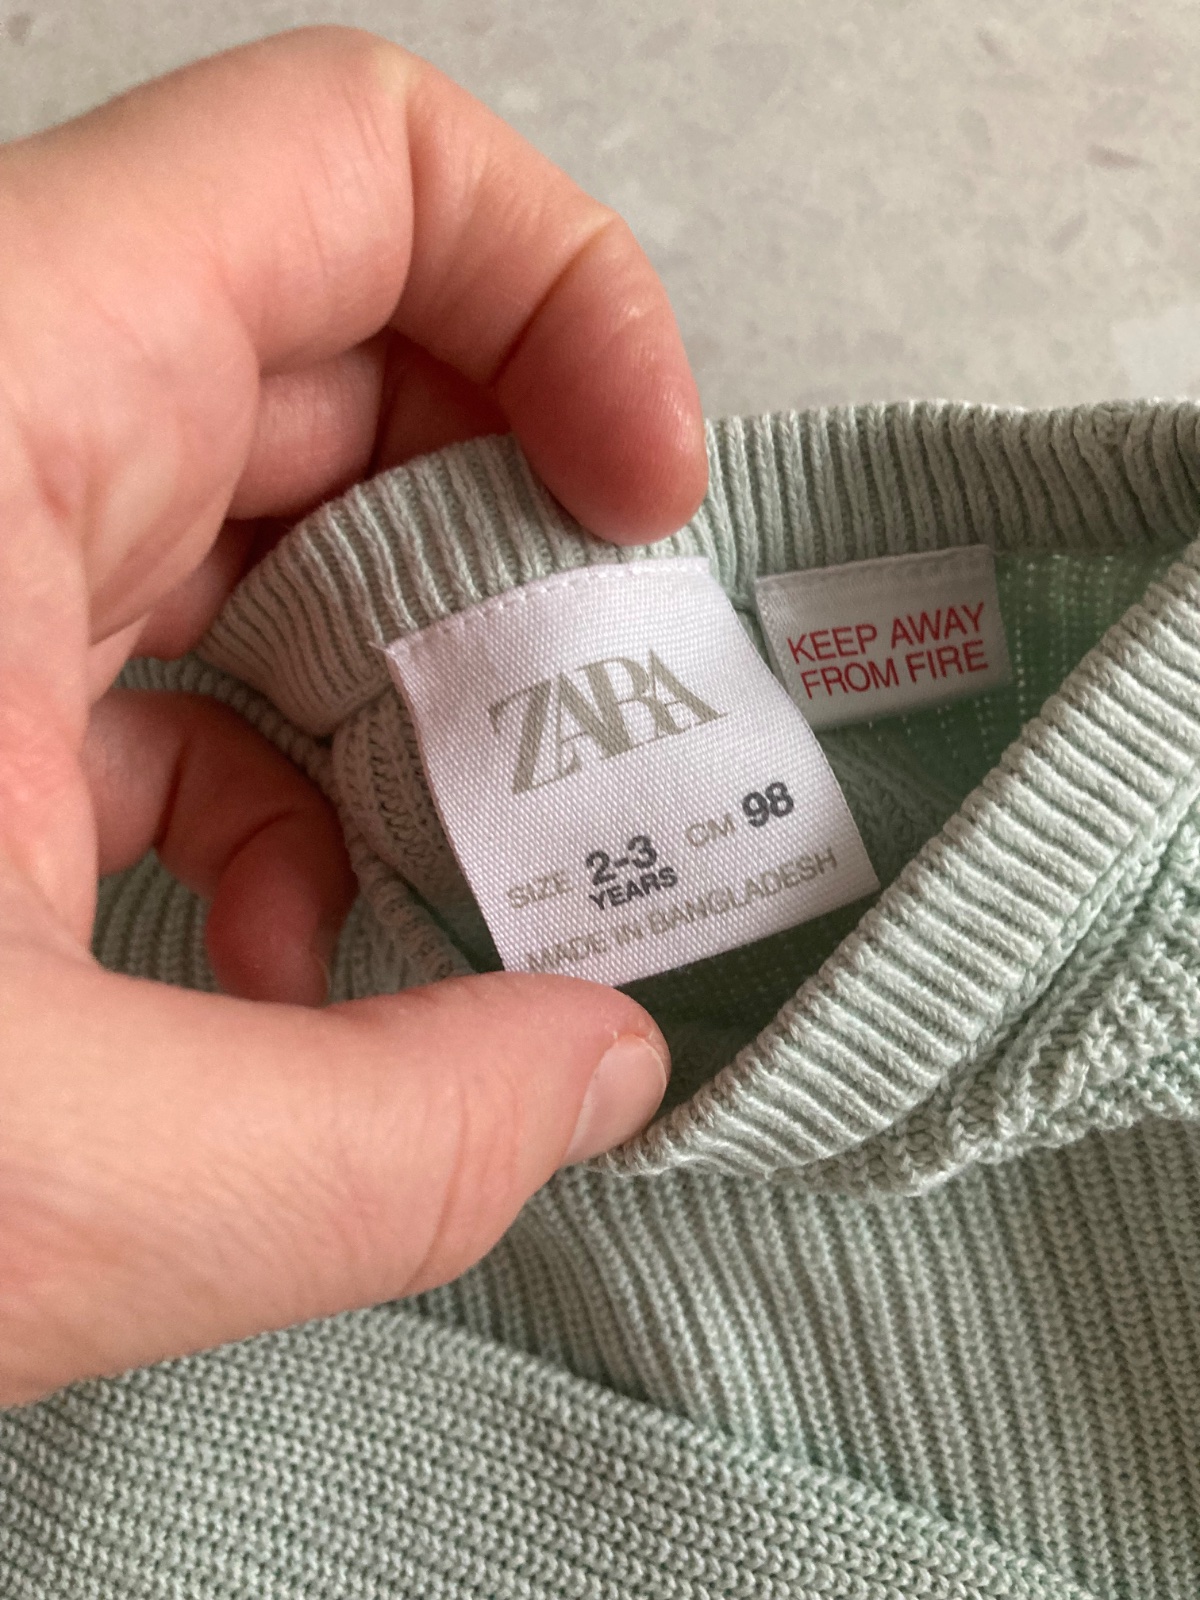 ZARA
SIZE 2-3 YEARS CM 98
MADE IN BANGLADESH
KEEP AWAY
FROM FIRE